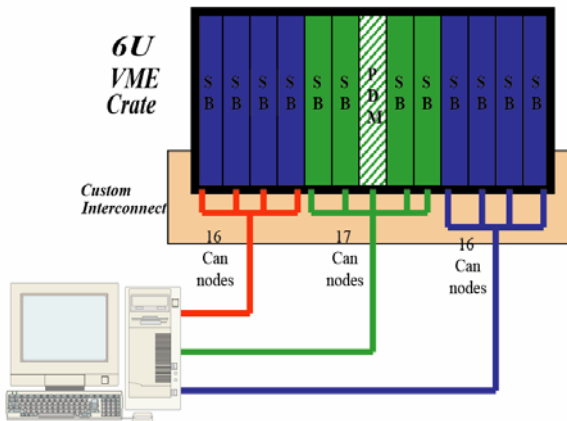 6U
VME
Crate
S B
S B
S B
S B
S B
S B
P D M
S B
S B
S B
S B
S B
S B
Custom
Interconnect
16
Can
nodes
17
Can
nodes
16
Can
nodes